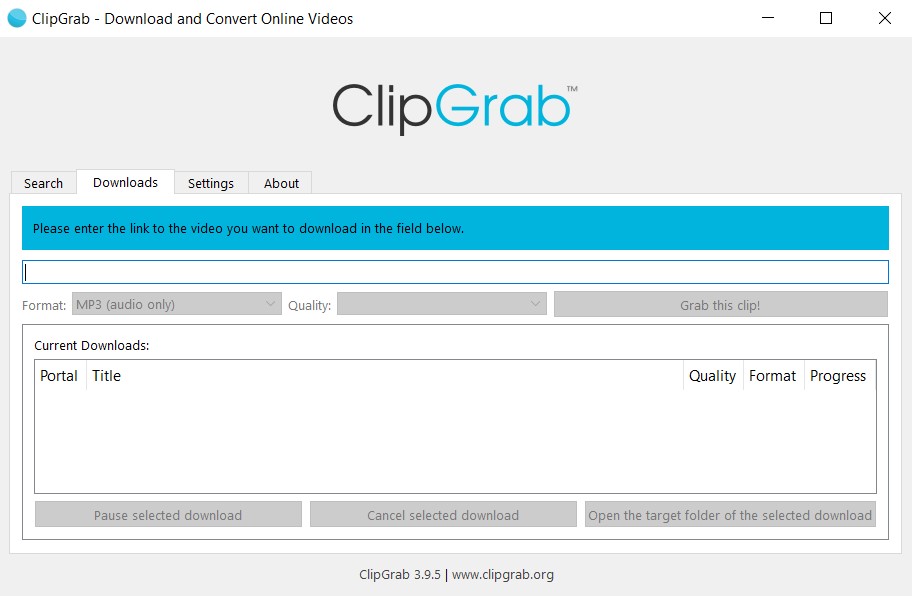 ClipGrab - Download and Convert Online Videos
ClipGrab™
Search Downloads Settings About
Please enter the link to the video you want to download in the field below.
Format: MP3 (audio only) Quality: Grab this clip!
Current Downloads:
Portal Title Quality Format Progress
Pause selected download Cancel selected download Open the target folder of the selected download
ClipGrab 3.9.5 | www.clipgrab.org